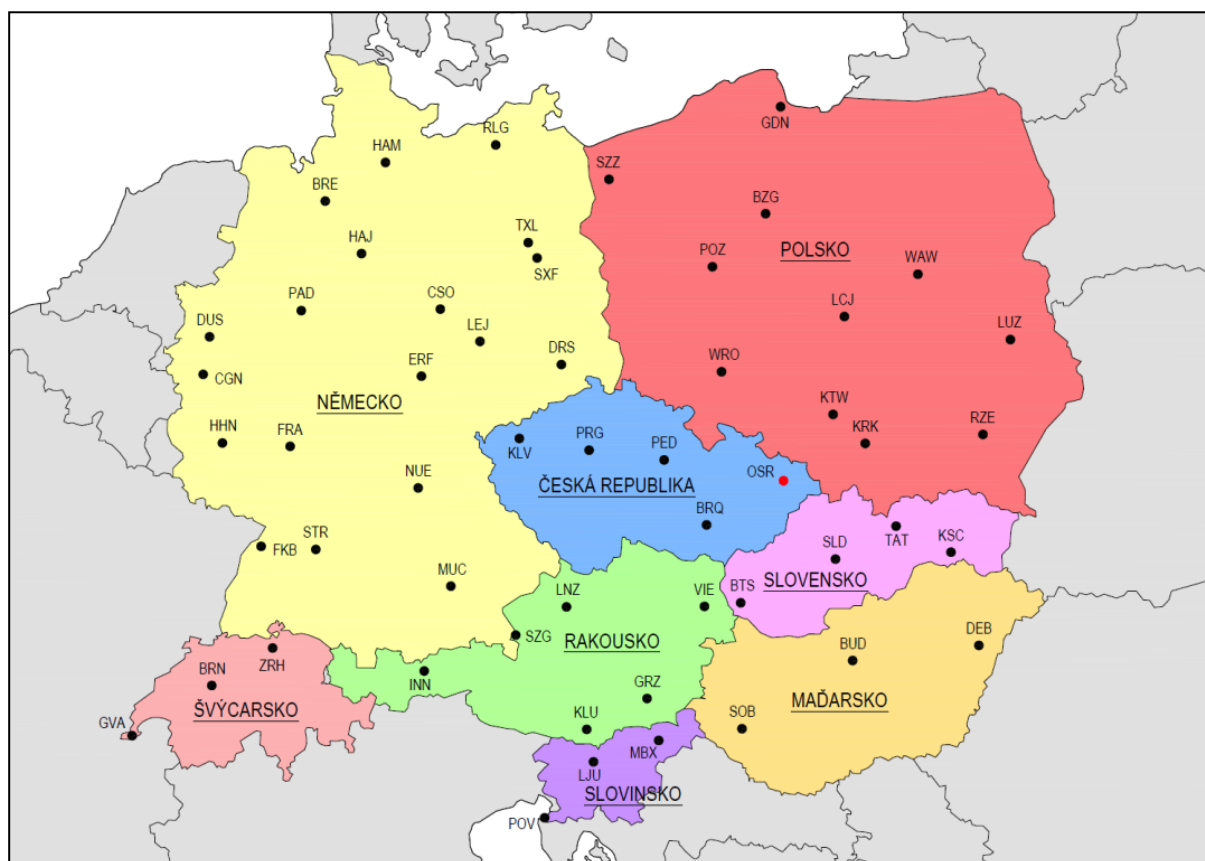 GDN
RLG
HAM
SZZ
BRE
BZG
TXL
HAJ
POZ
POLSKO
WAW
SXF
PAD
CSO
LCJ
DUS
LEJ
LUZ
DRS
ERF
WRO
CGN
NĚMECKO
KTW
HHN
FRA
KRK
RZE
KLV
PRG
PED
NUE
OSR
ČESKÁ REPUBLIKA
BRQ
STR
FKB
TAT
KSC
SLD
MUC
SLOVENSKO
LNZ
VIE
BTS
SZG
RAKOUSKO
DEB
BUD
ZRH
BRN
INN
GRZ
MAĎARSKO
ŠVÝCARSKO
SOB
GVA
KLU
MBX
LJU
SLOVINSKO
POV